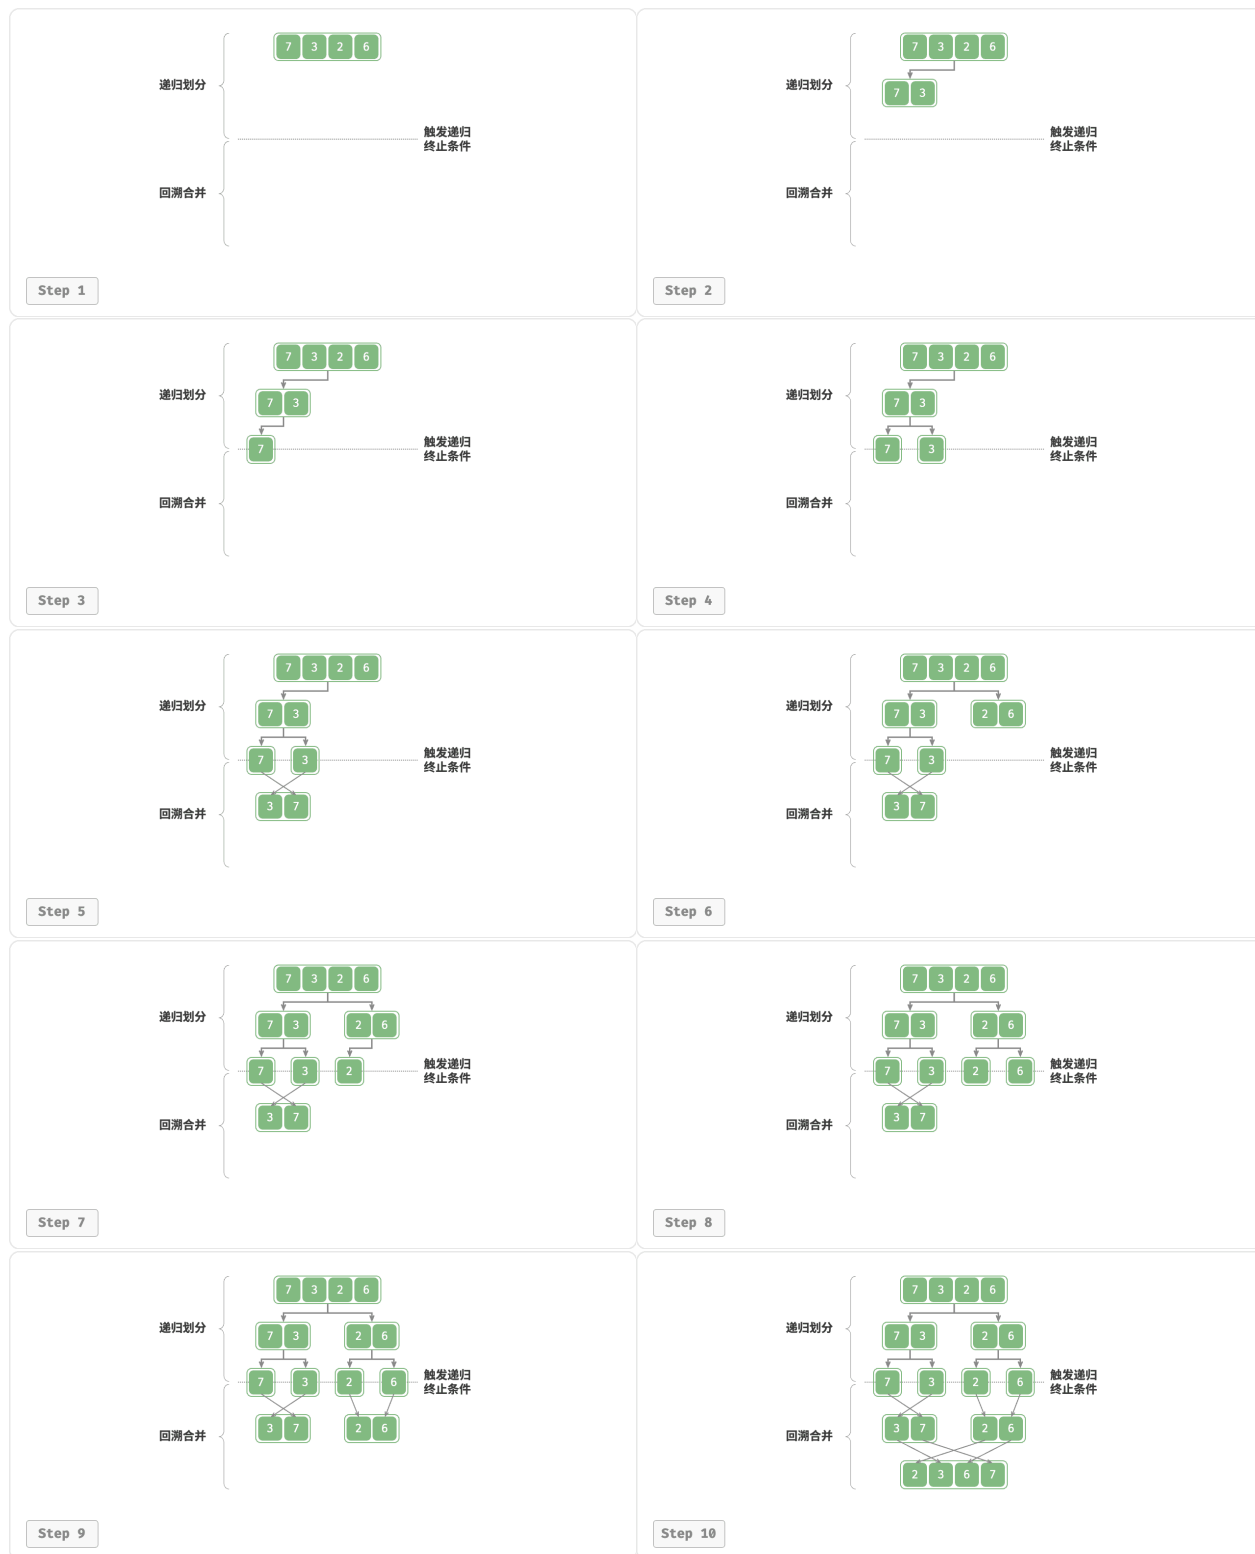 7 3 2 6
递归划分
触发递归
终止条件
回溯合并
Step 1
7 3 2 6
7 3
递归划分
触发递归
终止条件
回溯合并
Step 2
7 3 2 6
递归划分
7 3
7
触发递归
终止条件
回溯合并
Step 3
7 3 2 6
递归划分
7 3
7 3
触发递归
终止条件
回溯合并
Step 4
7 3 2 6
递归划分
7 3
7 3
触发递归
终止条件
3 7
回溯合并
Step 5
7 3 2 6
递归划分
7 3 2 6
7 3
触发递归
终止条件
3 7
回溯合并
Step 6
7 3 2 6
递归划分
7 3 2 6
7 3 2
触发递归
终止条件
3 7
回溯合并
Step 7
7 3 2 6
递归划分
7 3 2 6
7 3 2 6
触发递归
终止条件
3 7
回溯合并
Step 8
7 3 2 6
递归划分
7 3 2 6
7 3 2 6
触发递归
终止条件
3 7 2 6
回溯合并
Step 9
7 3 2 6
递归划分
7 3 2 6
7 3 2 6
触发递归
终止条件
3 7 2 6
回溯合并
2 3 6 7
Step 10